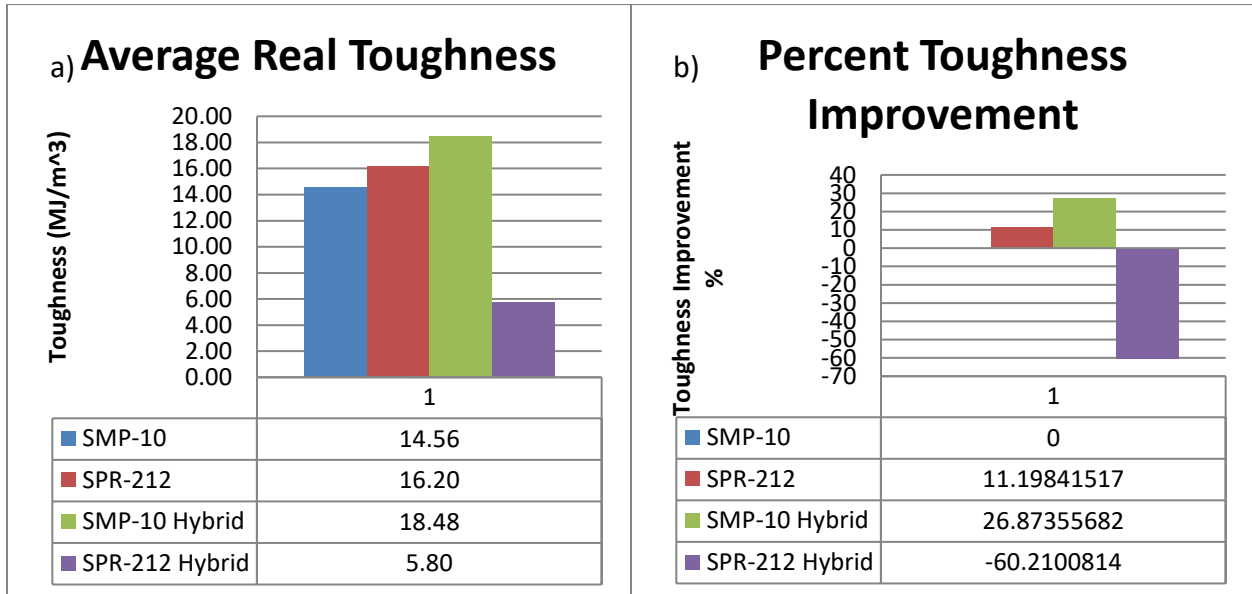 a) Average Real Toughness
Toughness (MJ/m^3)
20.00
18.00
16.00
14.00
12.00
10.00
8.00
6.00
4.00
2.00
0.00
1
SMP-10 14.56
SPR-212 16.20
SMP-10 Hybrid 18.48
SPR-212 Hybrid 5.80
b) Percent Toughness
Improvement
Toughness Improvement
%
40
30
20
10
0
-10
-20
-30
-40
-50
-60
-70
1
SMP-10 0
SPR-212 11.19841517
SMP-10 Hybrid 26.87355682
SPR-212 Hybrid -60.2100814